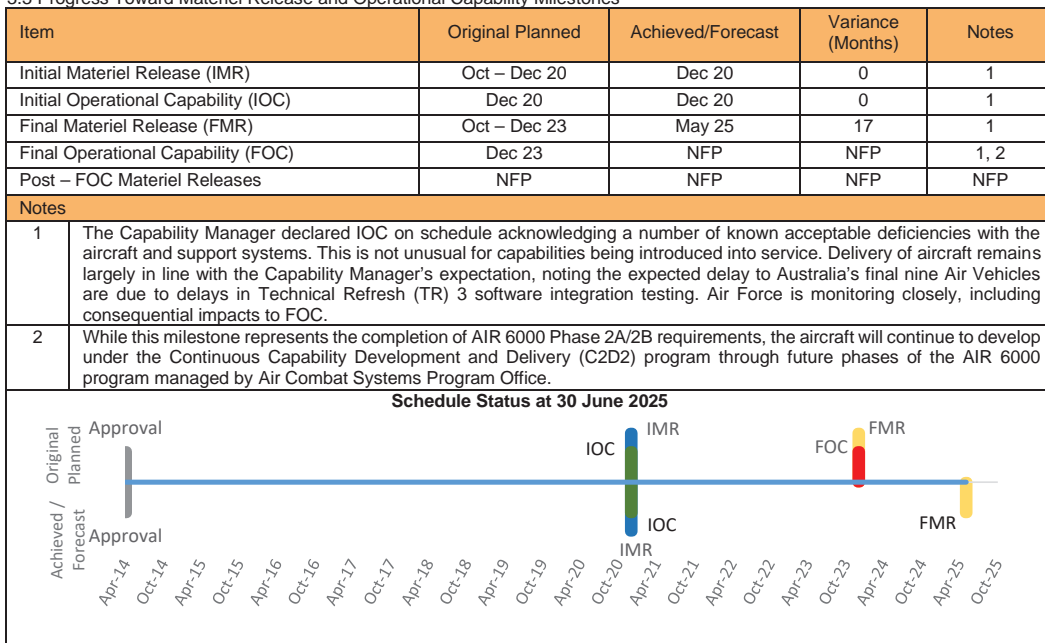 5.3 Progress Toward Materiel Release and Operational Capability Milestones
Item Original Planned Achieved/Forecast Variance (Months) Notes
Initial Materiel Release (IMR) Oct – Dec 20 Dec 20 0 1
Initial Operational Capability (IOC) Dec 20 Dec 20 0 1
Final Materiel Release (FMR) Oct – Dec 23 May 25 17 1
Final Operational Capability (FOC) Dec 23 NFP NFP 1, 2
Post – FOC Materiel Releases NFP NFP NFP NFP
Notes
1 The Capability Manager declared IOC on schedule acknowledging a number of known acceptable deficiencies with the
aircraft and support systems. This is not unusual for capabilities being introduced into service. Delivery of aircraft remains
largely in line with the Capability Manager's expectation, noting the expected delay to Australia's final nine Air Vehicles
are due to delays in Technical Refresh (TR) 3 software integration testing. Air Force is monitoring closely, including
consequential impacts to FOC.
2 While this milestone represents the completion of AIR 6000 Phase 2A/2B requirements, the aircraft will continue to develop
under the Continuous Capability Development and Delivery (C2D2) program through future phases of the AIR 6000
program managed by Air Combat Systems Program Office.
Schedule Status at 30 June 2025
Original
Planned
Approval
IOC
IMR
FOC
FMR
Achieved /
Forecast
Approval
IOC
IMR
FMR
Apr-14
Oct-14
Apr-15
Oct-15
Apr-16
Oct-16
Apr-17
Oct-17
Apr-18
Oct-18
Apr-19
Oct-19
Apr-20
Oct-20
Apr-21
Oct-21
Apr-22
Oct-22
Apr-23
Oct-23
Apr-24
Oct-24
Apr-25
Oct-25